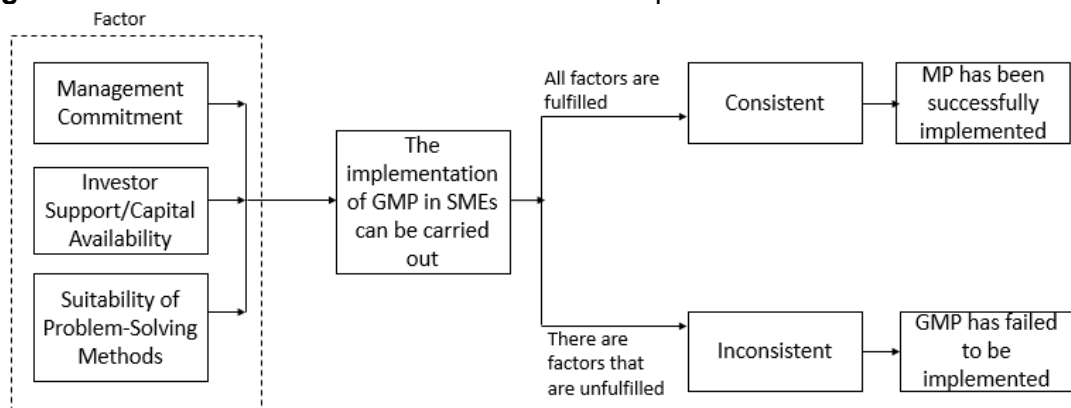 Factor
Management
Commitment
Investor
Support/Capital
Availability
Suitability of
Problem-Solving
Methods
The
implementation
of GMP in SMEs
can be carried
out
All factors are
fulfilled
Consistent
MP has been
successfully
implemented
There are
factors that
are unfulfilled
Inconsistent
GMP has failed
to be
implemented